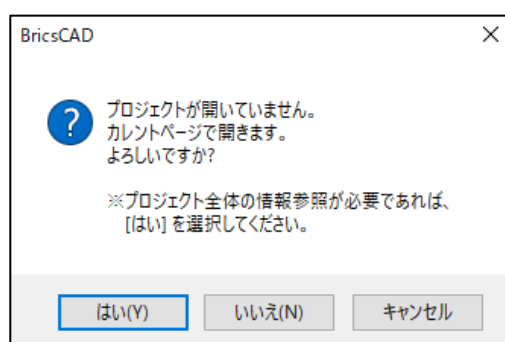 BricsCAD
プロジェクトが開いていません。
カレントページで開きます。
よろしいですか?
※プロジェクト全体の情報参照が必要であれば、
[はい] を選択してください。
はい(Y) いいえ(N) キャンセル